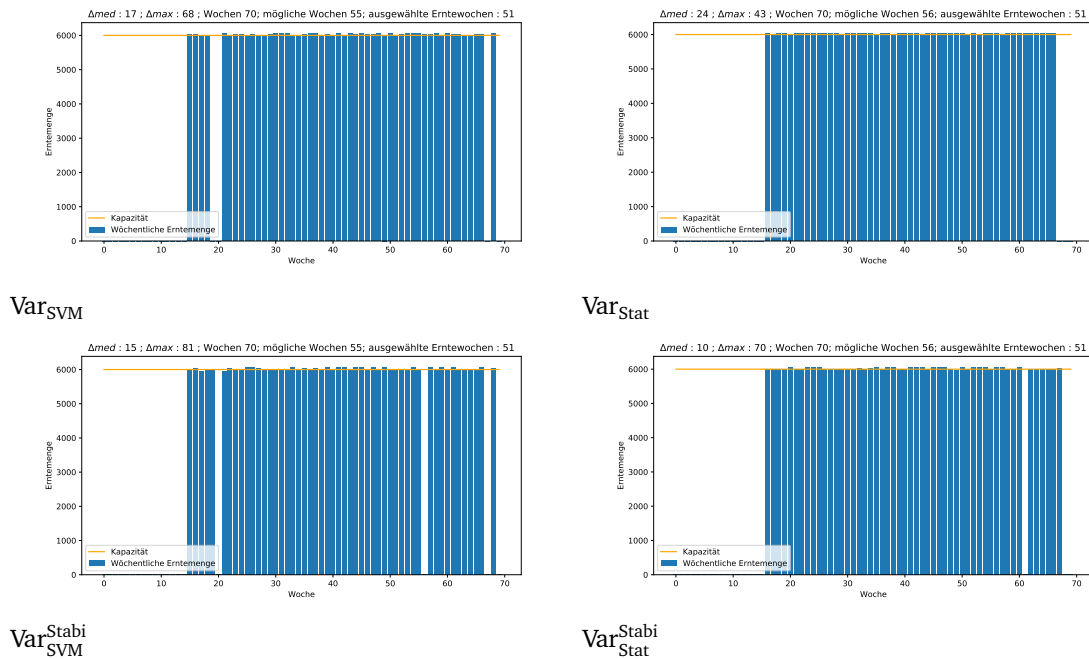 Δmed : 17 ; Δmax : 68 ; Wochen 70; mögliche Wochen 55; ausgewählte Erntewochen : 51
6000
5000
4000
3000
2000
1000
0
Erntemenge
Kapazität
Wöchentliche Erntemenge
0 10 20 30 40 50 60 70
Woche
Var_SVM
Δmed : 24 ; Δmax : 43 ; Wochen 70; mögliche Wochen 56; ausgewählte Erntewochen : 51
6000
5000
4000
3000
2000
1000
0
Erntemenge
Kapazität
Wöchentliche Erntemenge
0 10 20 30 40 50 60 70
Woche
Var_Stat
Δmed : 15 ; Δmax : 81 ; Wochen 70; mögliche Wochen 55; ausgewählte Erntewochen : 51
6000
5000
4000
3000
2000
1000
0
Erntemenge
Kapazität
Wöchentliche Erntemenge
0 10 20 30 40 50 60 70
Woche
Var_SVM^Stabi
Δmed : 10 ; Δmax : 70 ; Wochen 70; mögliche Wochen 56; ausgewählte Erntewochen : 51
6000
5000
4000
3000
2000
1000
0
Erntemenge
Kapazität
Wöchentliche Erntemenge
0 10 20 30 40 50 60 70
Woche
Var_Stat^Stabi